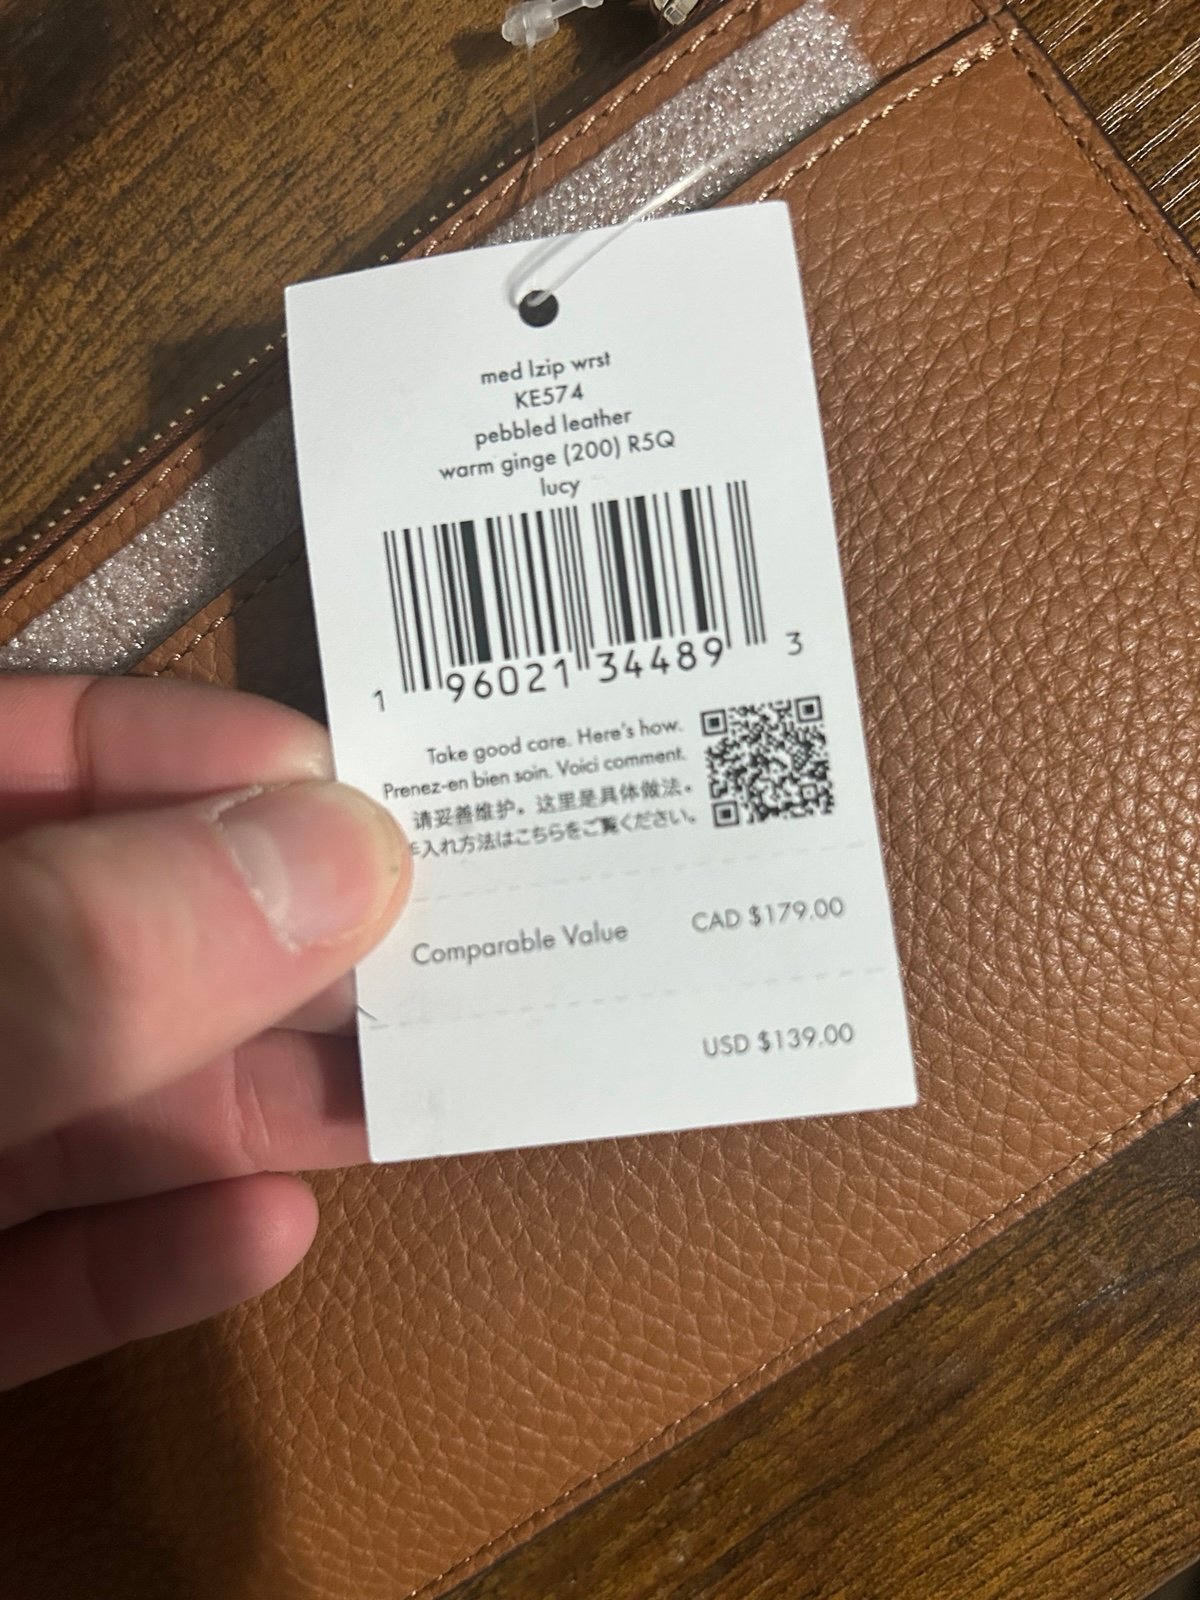 med lzip wrst
KE574
pebbled leather
warm ginge (200) R5Q
lucy
1 96021 34489 3
Take good care. Here's how.
Prenez-en bien soin. Voici comment.
请妥善维护。这里是具体做法。
入れ方法はこちらをご覧ください。
Comparable Value CAD $179.00
USD $139.00